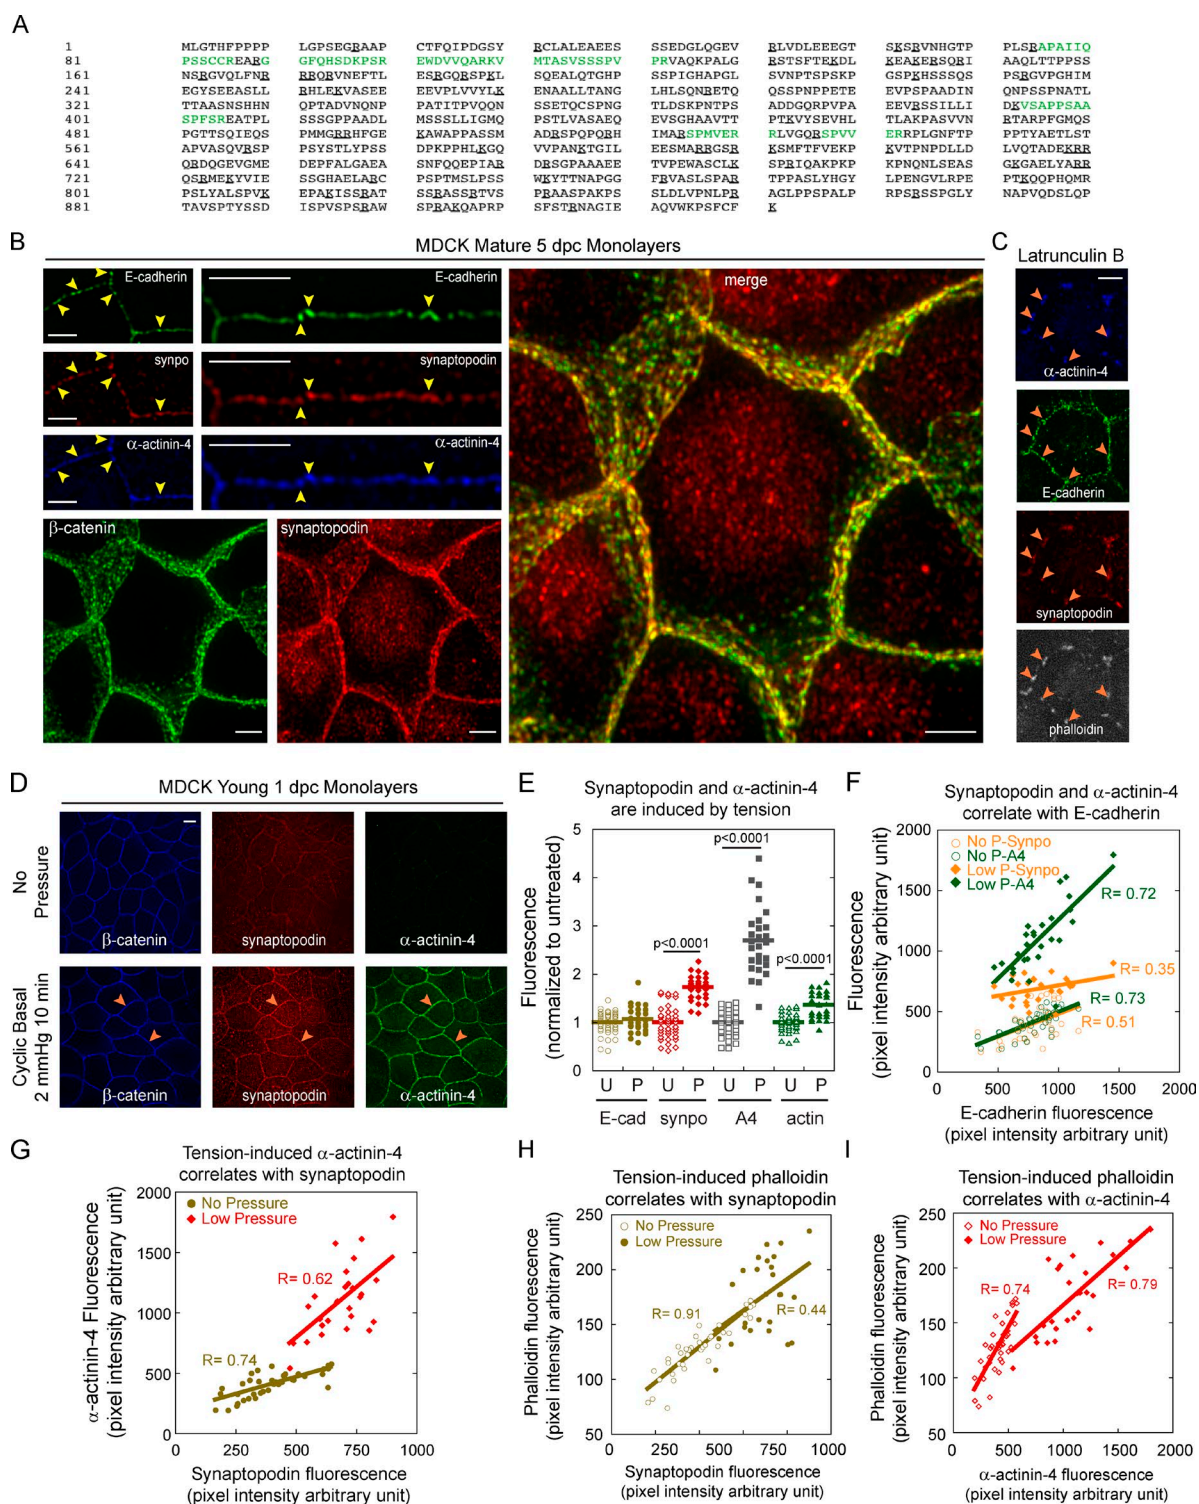 A
1 MLGTHFPPPP LGPSEGRAAP CTFQIPDGSY RCLALEAEES SSEDGLQGEV RLVDLEEEGT SKSRVNHGTP PLSRAPAIIQ
81 PSSCCREARG GFQHSDKPSR EWDVVQARKV MTASVSSSPV PRVAQKPALG RSTSFTEKDL KEAKERSQRI AAQLTTPPSS
161 NSRGVQLFNR RRQRVNEFTL ESRGQRSPKL SQEALRGLPA GPVHHAPGLG SVNPTSPSKP GSPKHSSSQS PSRGVPGHIM
241 EGYSEEASLL RHLEKVASEE EEVPLVVYLK ENAALLTANG LHLSQNRETQ QSSPNPPETE EVPSPAADIN QNPSSPNATL
321 TTAASNSHHN QPTADVNQNP PATITPVQQN SSETQCTNGT LDSKPNTPS ADDGQRPVPA EEVRSSILLID DKVSAPPSAA
401 SPFSREATPL SSSGPPAADL MSSSLLIGMQ PSTLVASAEQ EVSGHAAVTT PTKVYSEVHL TLAKPASVVN RTARPFGMQS
481 PGTTSQIEQS PMMGRRHFGE KAWAPPASSM ADRSPQPQRH IMARSPMVER RLVGQRSPVV ERRPLGNFTP PPTYAETLST
561 APVASQVRSP PSYSTLYPSS DPKPPHLKGQ VVPANKTGIL EESMARRGSR KSMFTFVEKP KVTPNPDLLD LVQTADEKRR
641 QRDQGEVGME DEPFALGAEA SNFQQEPIAR DRSGPAAAEE TVPEWASCLK SPRIQAKPKP KPNQNLSEAS GKGAELYARR
721 QSRMEKYVIE SSGHAELARC PSPTMSLPSS WKYTTNAPGG FRVASLSPAR TPPASLYHGY LPENGVLRPE PTKQQPHQMR
801 PSLYALSPVK EPAKISSRAT SSRASSRTVS PRAASPAKPS SLDLVPNLPR AGLPPSPALP RPSRSSPGLY NAPVQDSLQP
881 TAVSPTYSSD ISPVSPSRAW SPRAKQAPRP SFSTRNAGIE AQVWKPSFCF K
B
MDCK Mature 5 dpc Monolayers
E-cadherin
E-cadherin
merge
synpo
synaptopodin
α-actinin-4
α-actinin-4
β-catenin
synaptopodin
C
Latrunculin B
α-actinin-4
E-cadherin
synaptopodin
phalloidin
D
MDCK Young 1 dpc Monolayers
No
Pressure
β-catenin
synaptopodin
α-actinin-4
Cyclic Basal
2 mmHg 10 min
β-catenin
synaptopodin
α-actinin-4
E
Synaptopodin and α-actinin-4
are induced by tension
Fluorescence
(normalized to untreated)
5
4
3
2
1
0
p<0.0001
p<0.0001
p<0.0001
U P U P U P U P
E-cad synpo A4 actin
F
Synaptopodin and α-actinin-4
correlate with E-cadherin
Fluorescence
(pixel intensity arbitrary unit)
2000
1500
1000
500
0
No P-Synpo
No P-A4
Low P-Synpo
Low P-A4
R= 0.72
R= 0.35
R= 0.73
R= 0.51
0 500 1000 1500 2000
E-cadherin fluorescence
(pixel intensity arbitrary unit)
G
Tension-induced α-actinin-4
correlates with synaptopodin
α-actinin-4 Fluorescence
(pixel intensity arbitrary unit)
2000
1500
1000
500
0
No Pressure
Low Pressure
R= 0.62
R= 0.74
0 250 500 750 1000
Synaptopodin fluorescence
(pixel intensity arbitrary unit)
H
Tension-induced phalloidin
correlates with synaptopodin
Phalloidin fluorescence
(pixel intensity arbitrary unit)
250
200
150
100
50
No Pressure
Low Pressure
R= 0.91
R= 0.44
0 250 500 750 1000
Synaptopodin fluorescence
(pixel intensity arbitrary unit)
I
Tension-induced phalloidin
correlates with α-actinin-4
Phalloidin fluorescence
(pixel intensity arbitrary unit)
250
200
150
100
50
No Pressure
Low Pressure
R= 0.74
R= 0.79
0 500 1000 1500 2000
α-actinin-4 fluorescence
(pixel intensity arbitrary unit)